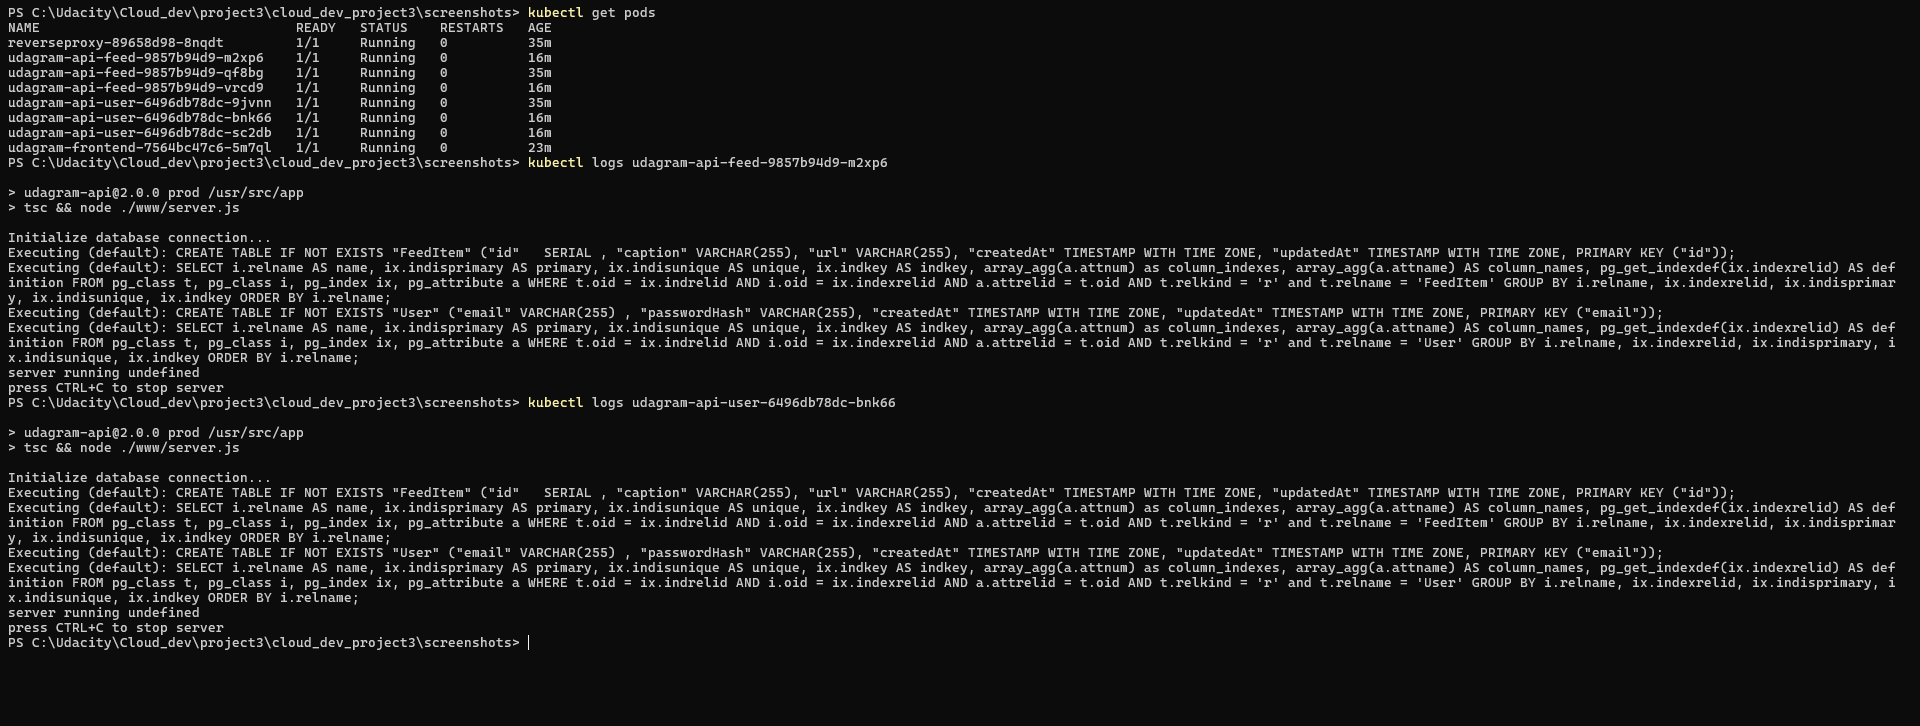 PS C:\Udacity\Cloud_dev\project3\cloud_dev_project3\screenshots> kubectl get pods
NAME                                READY   STATUS    RESTARTS   AGE
reverseproxy-89658d98-8nqdt         1/1     Running   0          35m
udagram-api-feed-9857b94d9-m2xp6    1/1     Running   0          16m
udagram-api-feed-9857b94d9-qf8bg    1/1     Running   0          35m
udagram-api-feed-9857b94d9-vrcd9    1/1     Running   0          16m
udagram-api-user-6496db78dc-9jvnn   1/1     Running   0          35m
udagram-api-user-6496db78dc-bnk66   1/1     Running   0          16m
udagram-api-user-6496db78dc-sc2db   1/1     Running   0          16m
udagram-frontend-7564bc47c6-5m7ql   1/1     Running   0          23m
PS C:\Udacity\Cloud_dev\project3\cloud_dev_project3\screenshots> kubectl logs udagram-api-feed-9857b94d9-m2xp6
> udagram-api@2.0.0 prod /usr/src/app
> tsc && node ./www/server.js
Initialize database connection...
Executing (default): CREATE TABLE IF NOT EXISTS "FeedItem" ("id"   SERIAL , "caption" VARCHAR(255), "url" VARCHAR(255), "createdAt" TIMESTAMP WITH TIME ZONE, "updatedAt" TIMESTAMP WITH TIME ZONE, PRIMARY KEY ("id"));
Executing (default): SELECT i.relname AS name, ix.indisprimary AS primary, ix.indisunique AS unique, ix.indkey AS indkey, array_agg(a.attnum) as column_indexes, array_agg(a.attname) AS column_names, pg_get_indexdef(ix.indexrelid) AS def
inition FROM pg_class t, pg_class i, pg_index ix, pg_attribute a WHERE t.oid = ix.indrelid AND i.oid = ix.indexrelid AND a.attrelid = t.oid AND t.relkind = 'r' and t.relname = 'FeedItem' GROUP BY i.relname, ix.indexrelid, ix.indisprimar
y, ix.indisunique, ix.indkey ORDER BY i.relname;
Executing (default): CREATE TABLE IF NOT EXISTS "User" ("email" VARCHAR(255) , "passwordHash" VARCHAR(255), "createdAt" TIMESTAMP WITH TIME ZONE, "updatedAt" TIMESTAMP WITH TIME ZONE, PRIMARY KEY ("email"));
Executing (default): SELECT i.relname AS name, ix.indisprimary AS primary, ix.indisunique AS unique, ix.indkey AS indkey, array_agg(a.attnum) as column_indexes, array_agg(a.attname) AS column_names, pg_get_indexdef(ix.indexrelid) AS def
inition FROM pg_class t, pg_class i, pg_index ix, pg_attribute a WHERE t.oid = ix.indrelid AND i.oid = ix.indexrelid AND a.attrelid = t.oid AND t.relkind = 'r' and t.relname = 'User' GROUP BY i.relname, ix.indexrelid, ix.indisprimary, i
x.indisunique, ix.indkey ORDER BY i.relname;
server running undefined
press CTRL+C to stop server
PS C:\Udacity\Cloud_dev\project3\cloud_dev_project3\screenshots> kubectl logs udagram-api-user-6496db78dc-bnk66
> udagram-api@2.0.0 prod /usr/src/app
> tsc && node ./www/server.js
Initialize database connection...
Executing (default): CREATE TABLE IF NOT EXISTS "FeedItem" ("id"   SERIAL , "caption" VARCHAR(255), "url" VARCHAR(255), "createdAt" TIMESTAMP WITH TIME ZONE, "updatedAt" TIMESTAMP WITH TIME ZONE, PRIMARY KEY ("id"));
Executing (default): SELECT i.relname AS name, ix.indisprimary AS primary, ix.indisunique AS unique, ix.indkey AS indkey, array_agg(a.attnum) as column_indexes, array_agg(a.attname) AS column_names, pg_get_indexdef(ix.indexrelid) AS def
inition FROM pg_class t, pg_class i, pg_index ix, pg_attribute a WHERE t.oid = ix.indrelid AND i.oid = ix.indexrelid AND a.attrelid = t.oid AND t.relkind = 'r' and t.relname = 'FeedItem' GROUP BY i.relname, ix.indexrelid, ix.indisprimar
y, ix.indisunique, ix.indkey ORDER BY i.relname;
Executing (default): CREATE TABLE IF NOT EXISTS "User" ("email" VARCHAR(255) , "passwordHash" VARCHAR(255), "createdAt" TIMESTAMP WITH TIME ZONE, "updatedAt" TIMESTAMP WITH TIME ZONE, PRIMARY KEY ("email"));
Executing (default): SELECT i.relname AS name, ix.indisprimary AS primary, ix.indisunique AS unique, ix.indkey AS indkey, array_agg(a.attnum) as column_indexes, array_agg(a.attname) AS column_names, pg_get_indexdef(ix.indexrelid) AS def
inition FROM pg_class t, pg_class i, pg_index ix, pg_attribute a WHERE t.oid = ix.indrelid AND i.oid = ix.indexrelid AND a.attrelid = t.oid AND t.relkind = 'r' and t.relname = 'User' GROUP BY i.relname, ix.indexrelid, ix.indisprimary, i
x.indisunique, ix.indkey ORDER BY i.relname;
server running undefined
press CTRL+C to stop server
PS C:\Udacity\Cloud_dev\project3\cloud_dev_project3\screenshots>